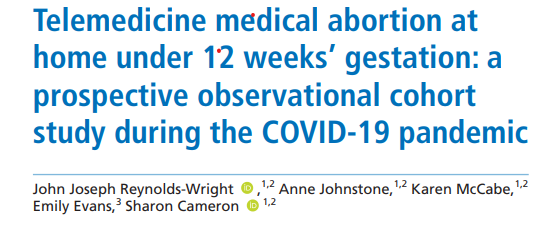 Telemedicine medical abortion at
home under 12 weeks’ gestation: a
prospective observational cohort
study during the COVID-19 pandemic
John Joseph Reynolds-Wright iD ,1,2 Anne Johnstone,1,2 Karen McCabe,1,2
Emily Evans,3 Sharon Cameron iD 1,2